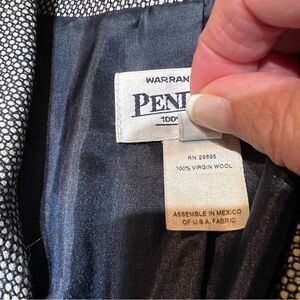 WARRAN
PEN
100
RN 29685
100% VIRGIN WOOL
ASSEMBLE IN MEXICO
OF U.S.A. FABRIC